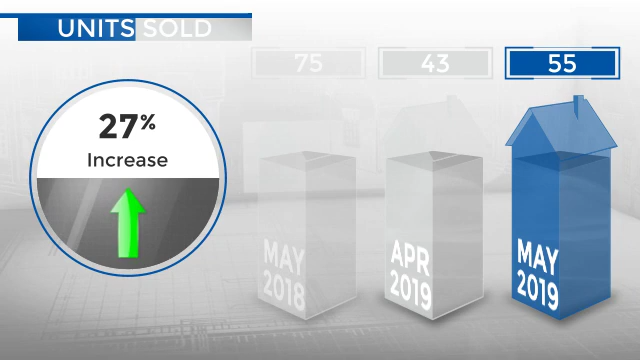 UNITS SOLD
75
43
55
27%
Increase
MAY
2018
APR
2019
MAY
2019